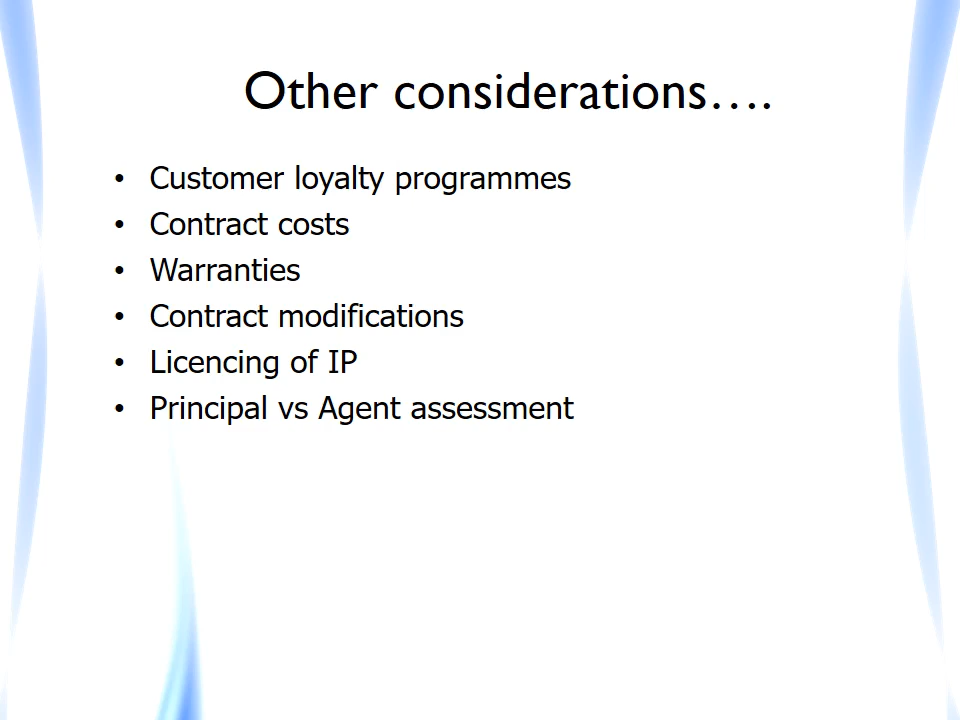 Other considerations....
• Customer loyalty programmes
• Contract costs
• Warranties
• Contract modifications
• Licencing of IP
• Principal vs Agent assessment